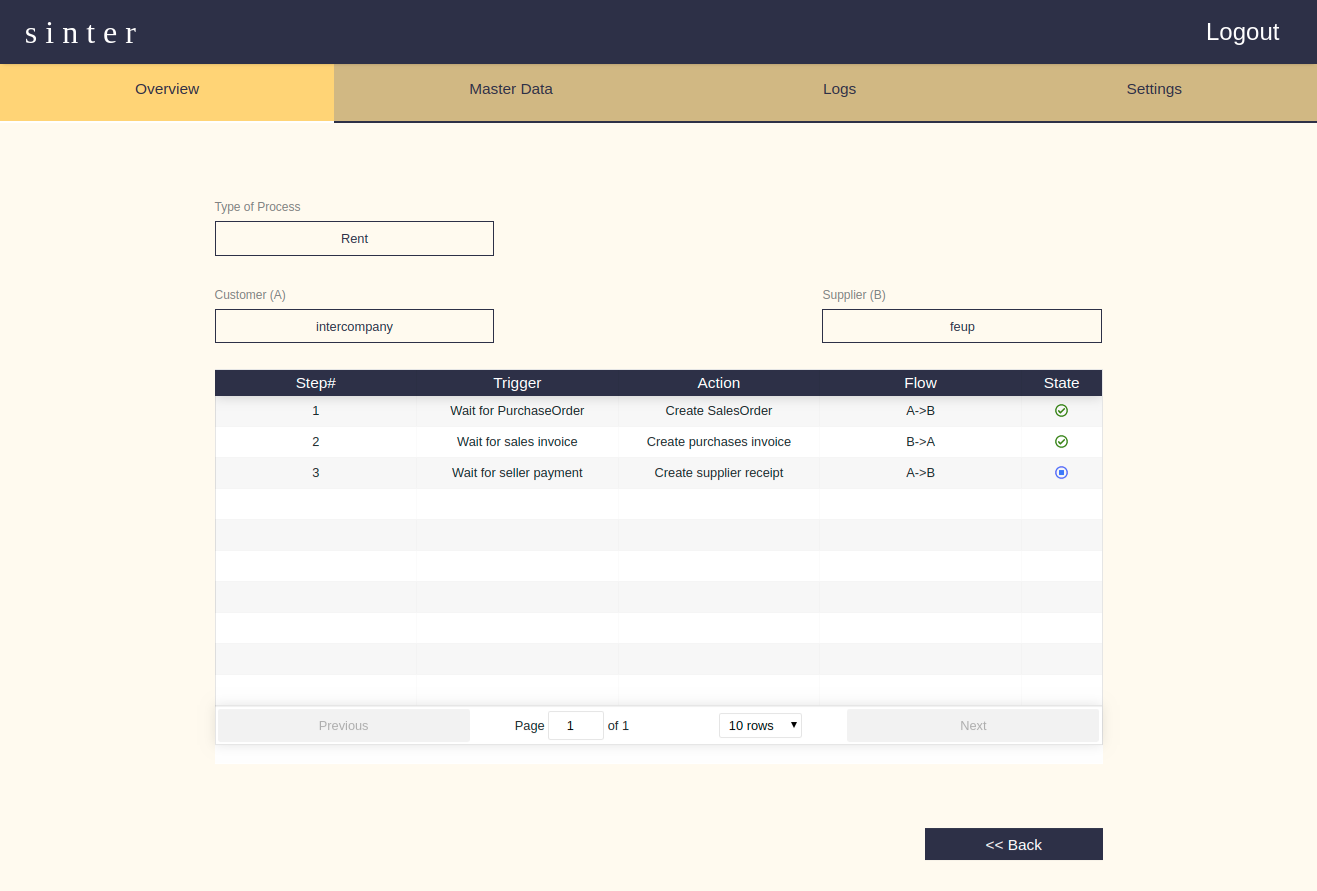 sinter
Logout
Overview Master Data Logs Settings
Type of Process
Rent
Customer (A) Supplier (B)
intercompany feup
Step# Trigger Action Flow State
1 Wait for PurchaseOrder Create SalesOrder A->B
2 Wait for sales invoice Create purchases invoice B->A
3 Wait for seller payment Create supplier receipt A->B
Previous Page 1 of 1 10 rows Next
<< Back